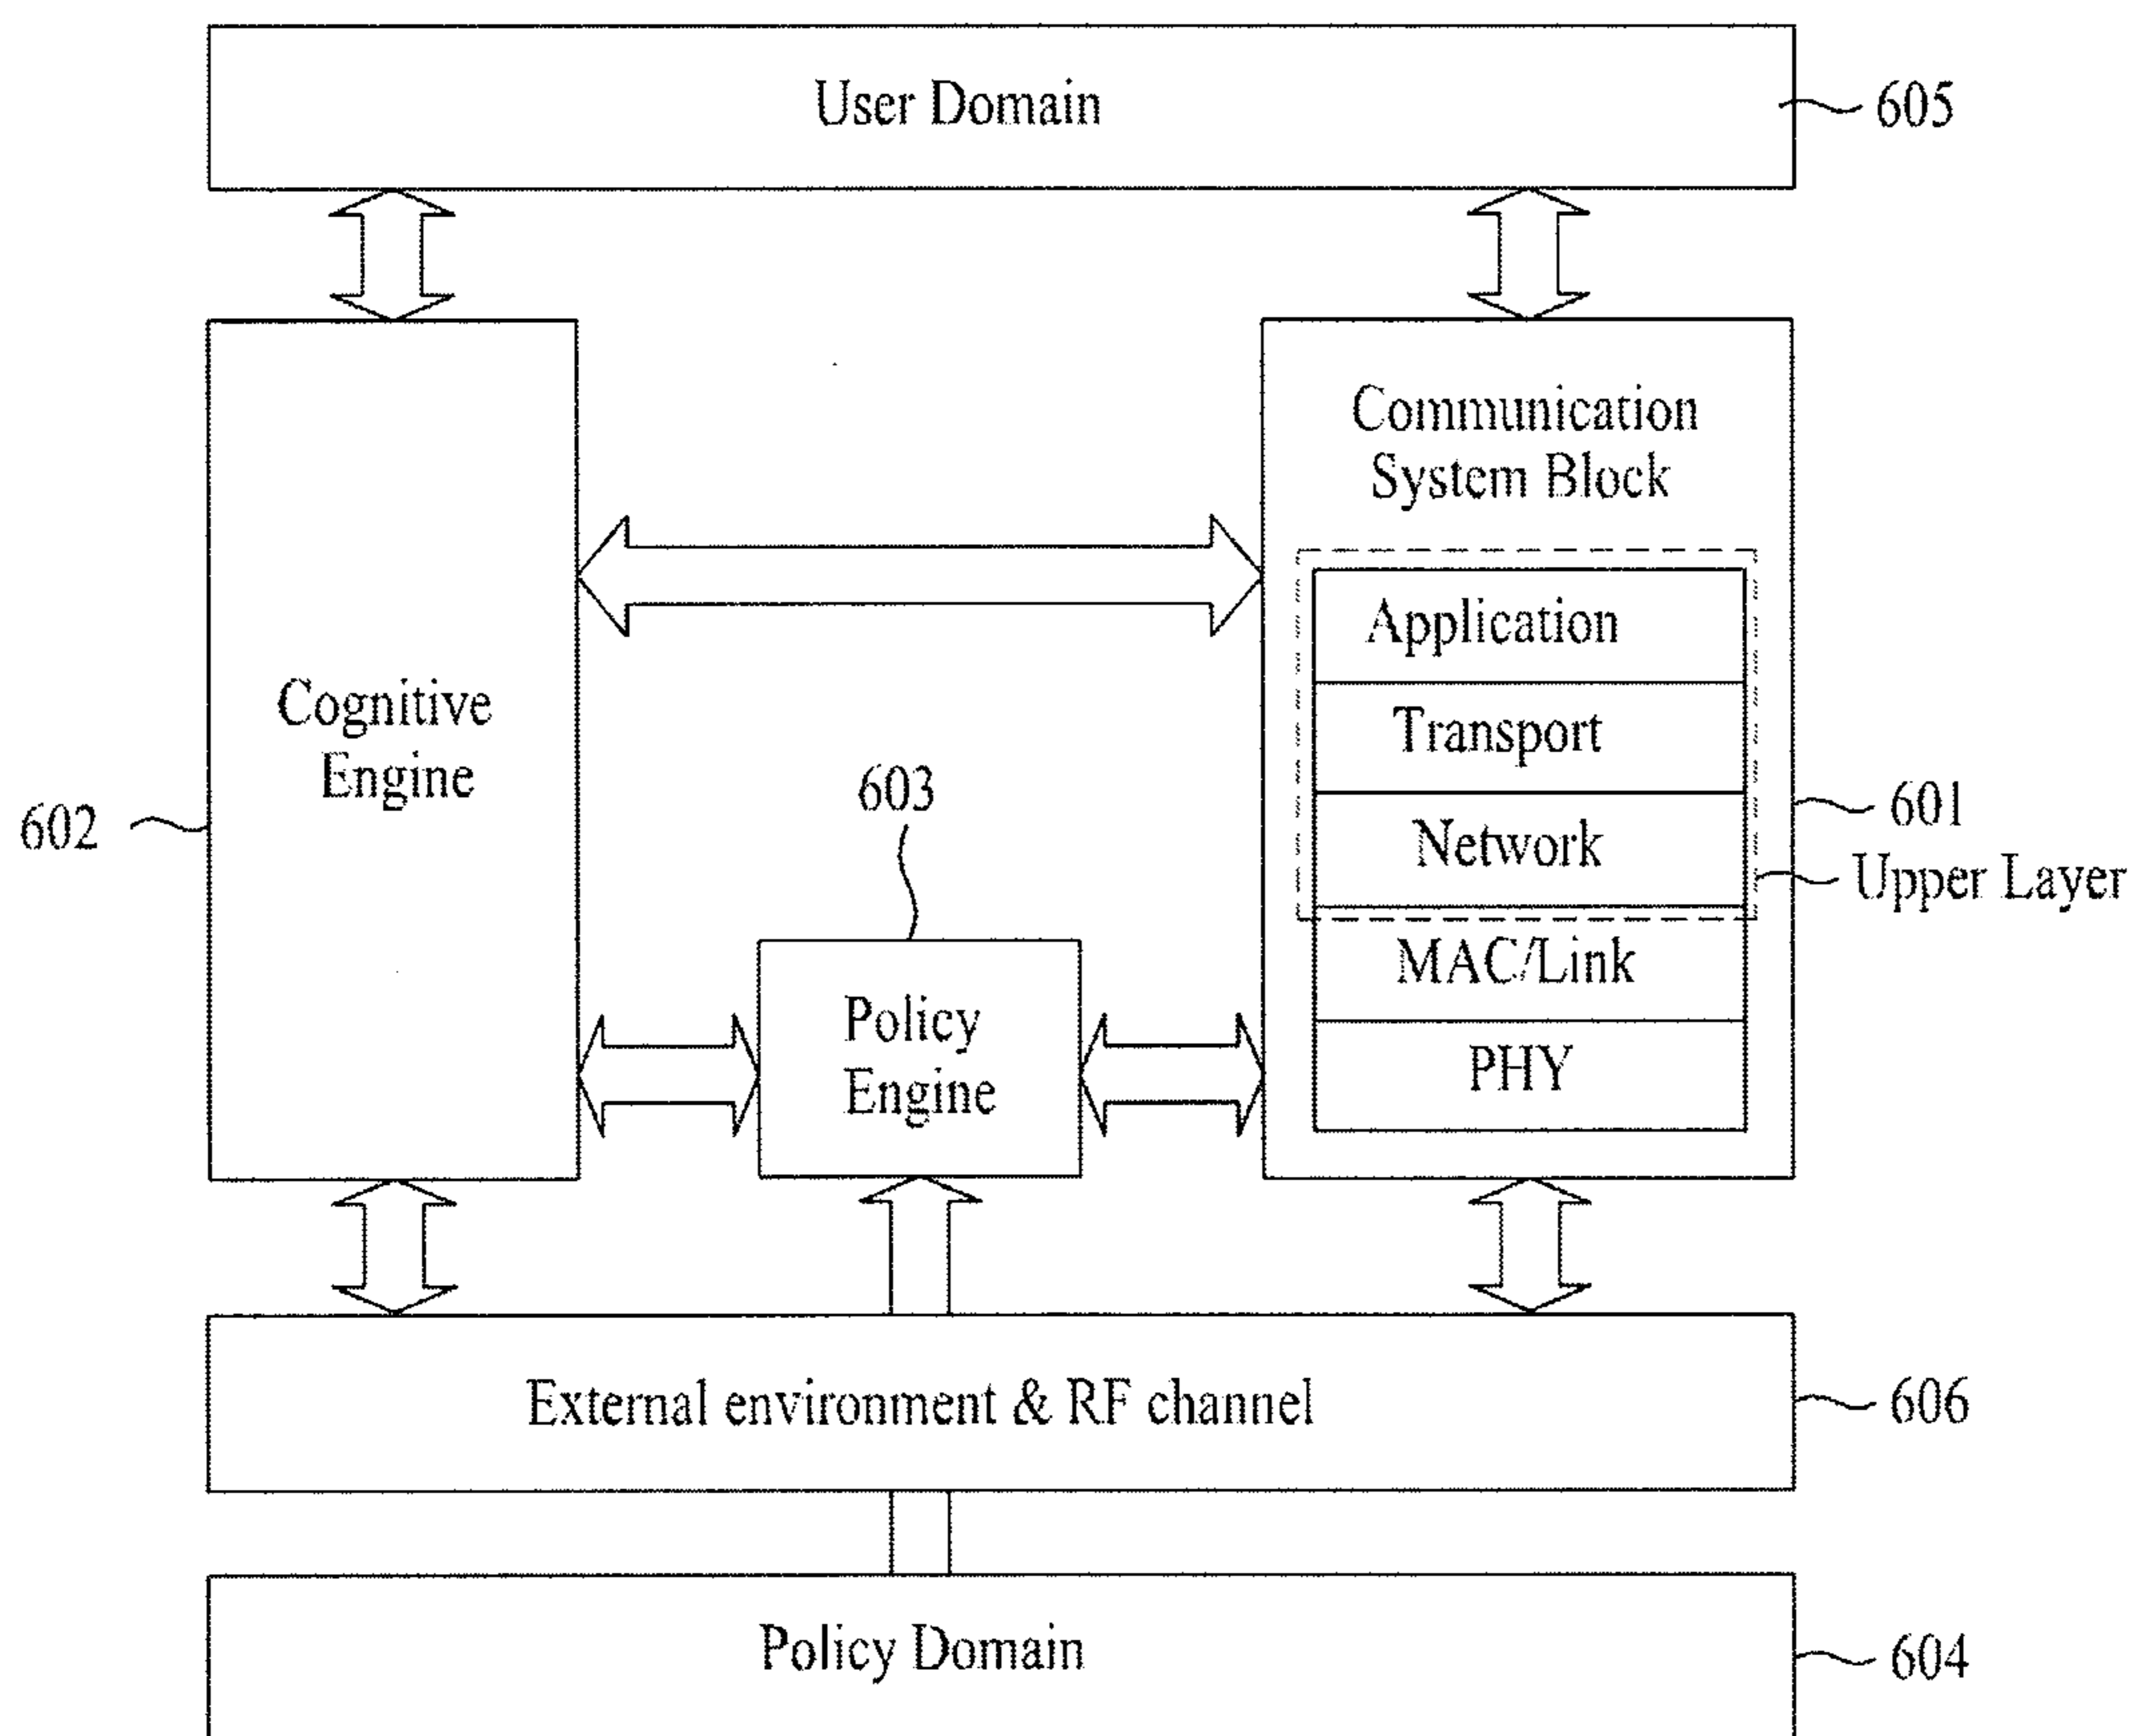 User Domain
605
Communication
System Block
Application
Cognitive
Engine
Transport
603
601
602
Network
Upper Layer
MAC/Link
Policy
Engine
PHY
External environment & RF channel
606
Policy Domain
604